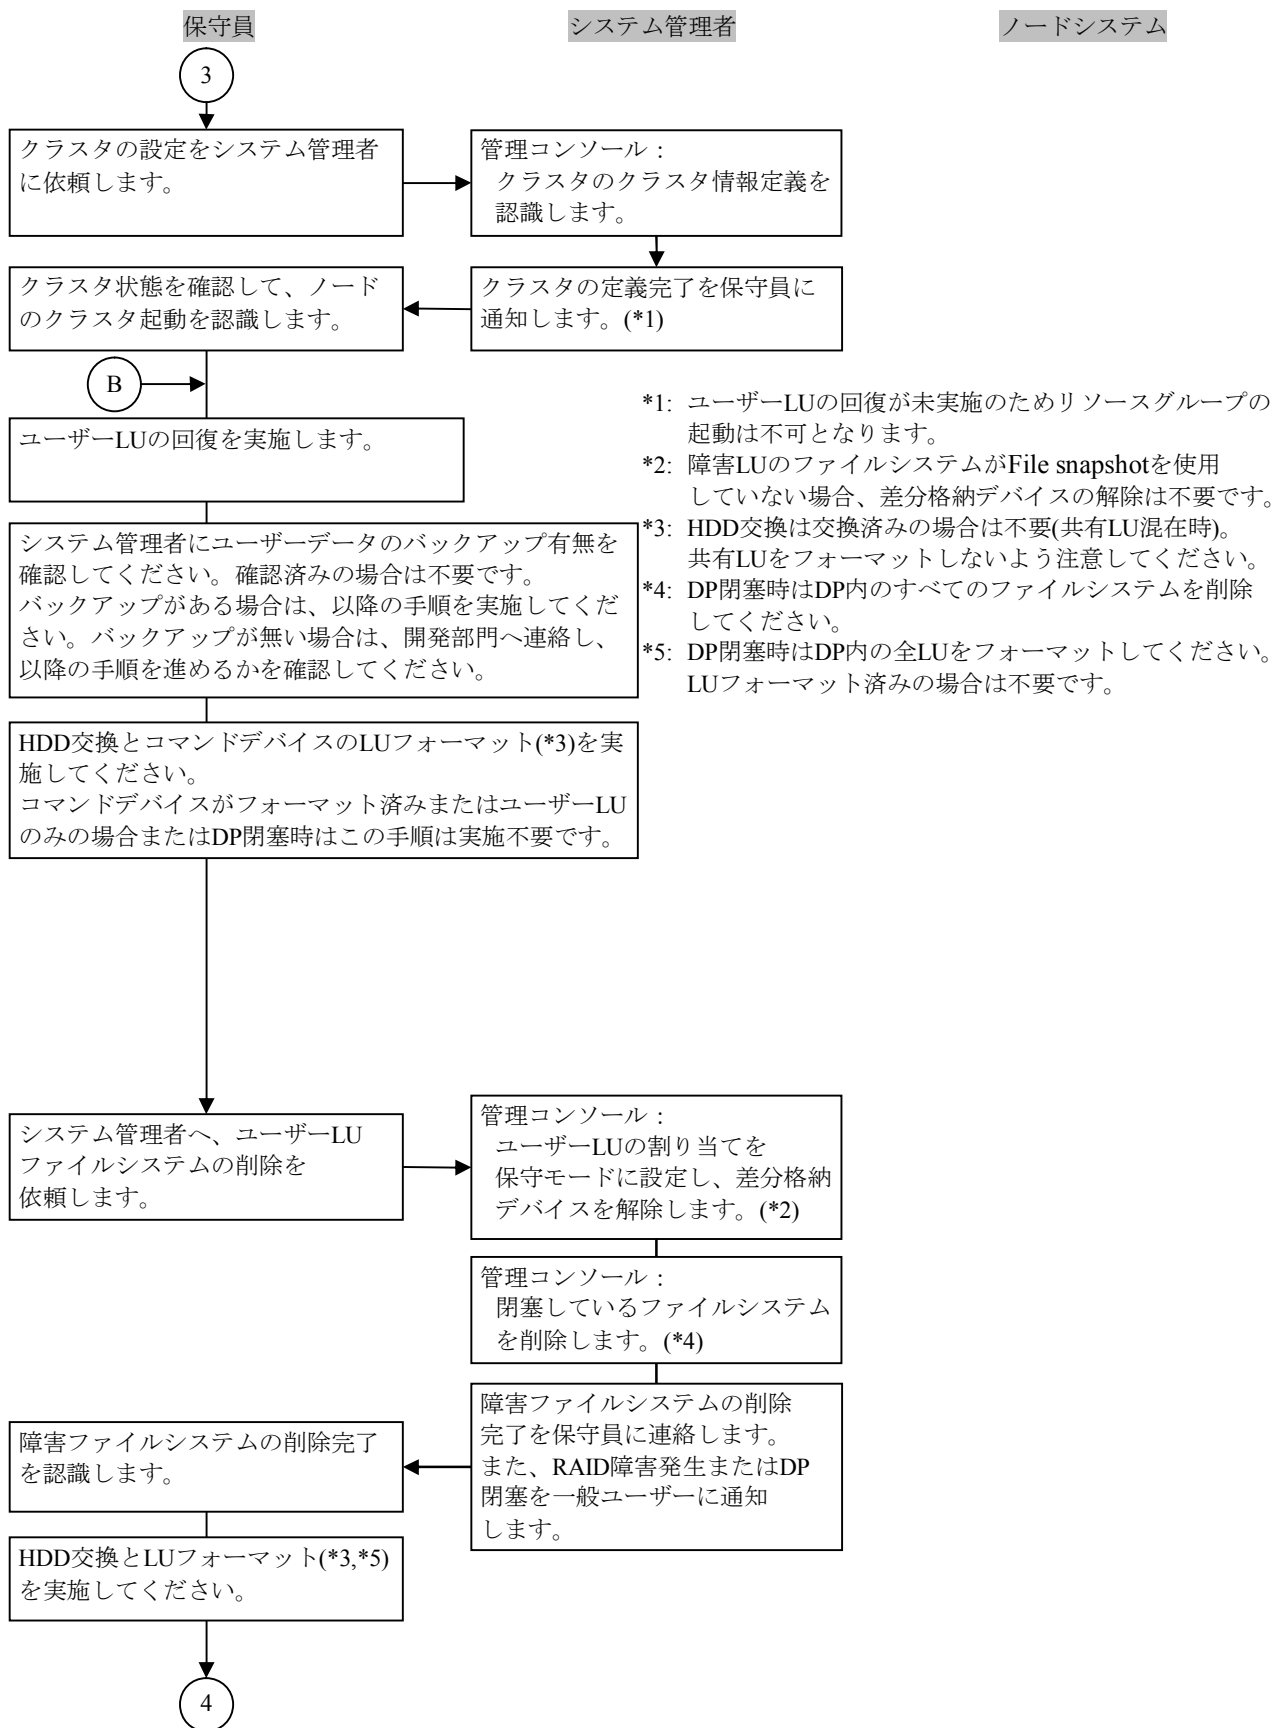 保守員
システム管理者
ノードシステム
3
クラスタの設定をシステム管理者
に依頼します。
管理コンソール：
クラスタのクラスタ情報定義を
認識します。
クラスタ状態を確認して、ノード
のクラスタ起動を認識します。
クラスタの定義完了を保守員に
通知します。(*1)
B
ユーザーLUの回復を実施します。
*1: ユーザーLUの回復が未実施のためリソースグループの
起動は不可となります。
*2: 障害LUのファイルシステムがFile snapshotを使用
していない場合、差分格納デバイスの解除は不要です。
*3: HDD交換は交換済みの場合は不要(共有LU混在時)。
共有LUをフォーマットしないよう注意してください。
*4: DP閉塞時はDP内のすべてのファイルシステムを削除
してください。
*5: DP閉塞時はDP内の全LUをフォーマットしてください。
LUフォーマット済みの場合は不要です。
システム管理者にユーザーデータのバックアップ有無を
確認してください。確認済みの場合は不要です。
バックアップがある場合は、以降の手順を実施してくだ
さい。バックアップが無い場合は、開発部門へ連絡し、
以降の手順を進めるかを確認してください。
HDD交換とコマンドデバイスのLUフォーマット(*3)を実
施してください。
コマンドデバイスがフォーマット済みまたはユーザーLU
のみの場合またはDP閉塞時はこの手順は実施不要です。
システム管理者へ、ユーザーLU
ファイルシステムの削除を
依頼します。
管理コンソール：
ユーザーLUの割り当てを
保守モードに設定し、差分格納
デバイスを解除します。(*2)
管理コンソール：
閉塞しているファイルシステム
を削除します。(*4)
障害ファイルシステムの削除
完了を保守員に連絡します。
また、RAID障害発生またはDP
閉塞を一般ユーザーに通知
します。
障害ファイルシステムの削除完了
を認識します。
HDD交換とLUフォーマット(*3,*5)
を実施してください。
4